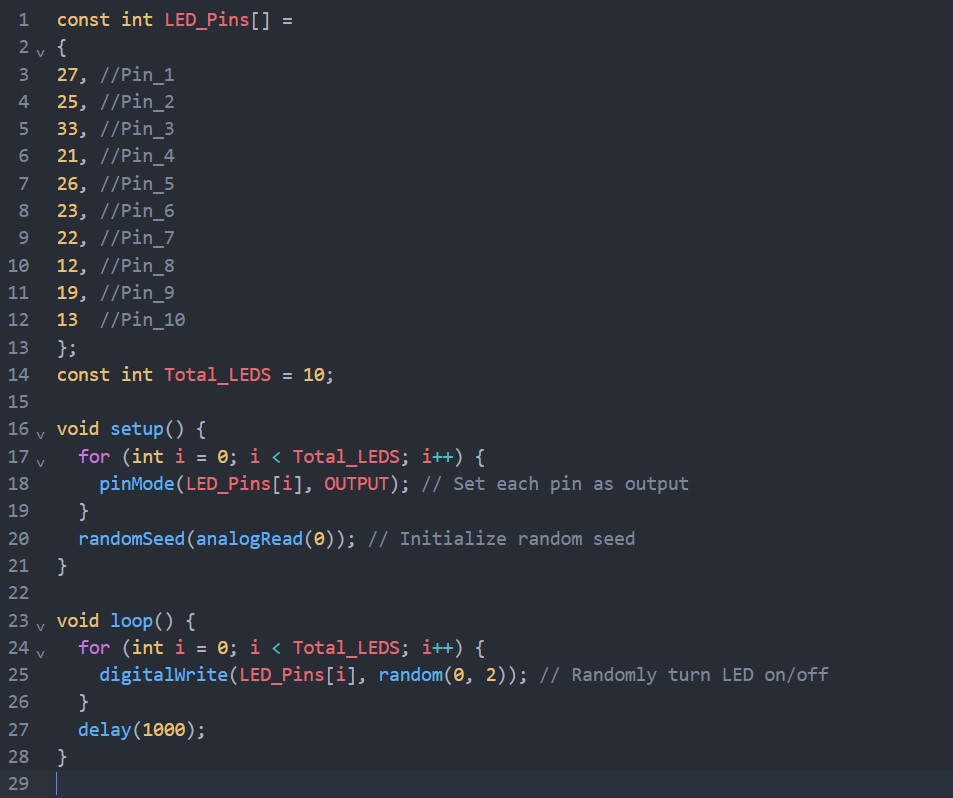 1 const int LED_Pins[] =
2 {
3 27, //Pin_1
4 25, //Pin_2
5 33, //Pin_3
6 21, //Pin_4
7 26, //Pin_5
8 23, //Pin_6
9 22, //Pin_7
10 12, //Pin_8
11 19, //Pin_9
12 13  //Pin_10
13 };
14 const int Total_LEDS = 10;
15
16 void setup() {
17   for (int i = 0; i < Total_LEDS; i++) {
18     pinMode(LED_Pins[i], OUTPUT); // Set each pin as output
19   }
20   randomSeed(analogRead(0)); // Initialize random seed
21 }
22
23 void loop() {
24   for (int i = 0; i < Total_LEDS; i++) {
25     digitalWrite(LED_Pins[i], random(0, 2)); // Randomly turn LED on/off
26   }
27   delay(1000);
28 }
29